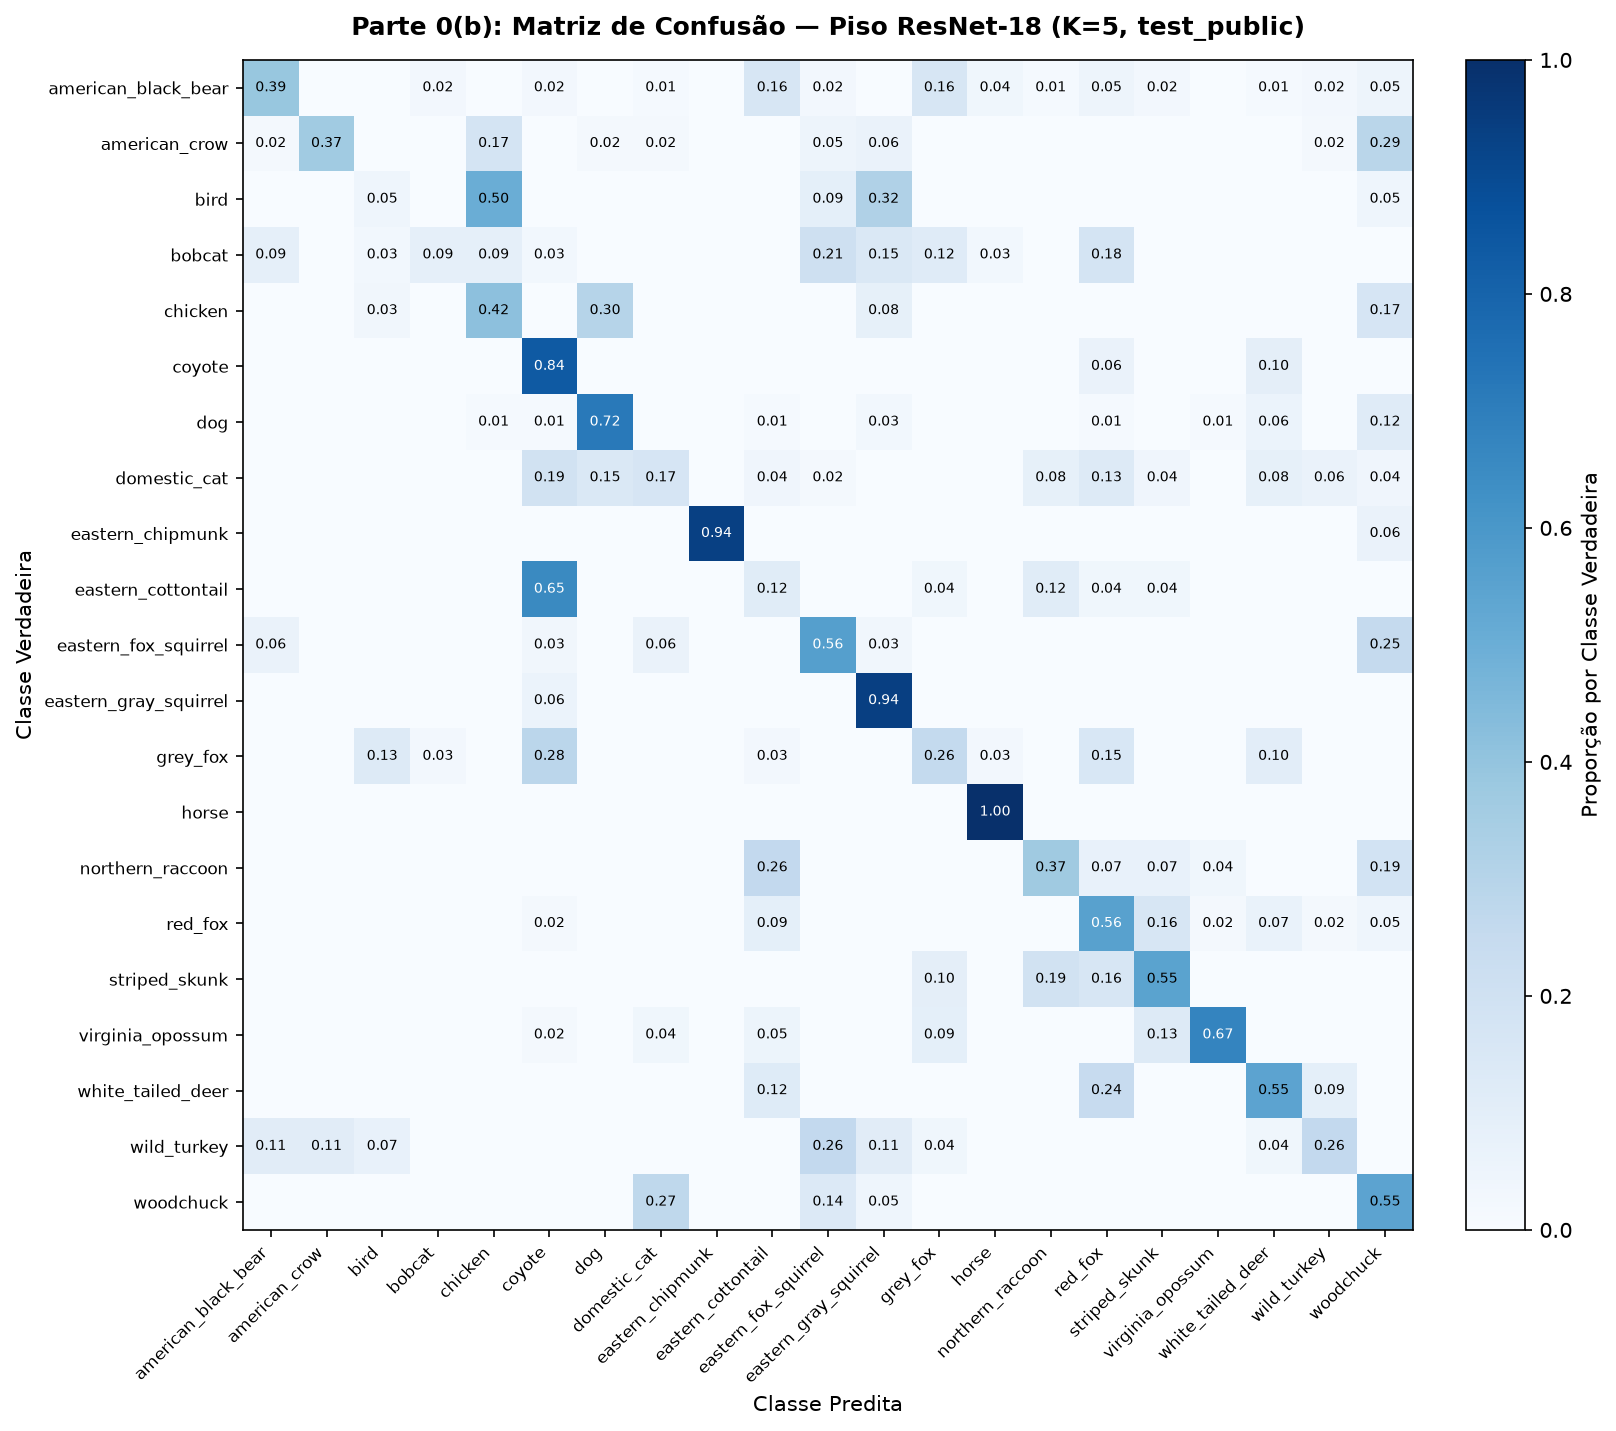 Parte 0(b): Matriz de Confusão — Piso ResNet-18 (K=5, test_public)
american_black_bear 0.39 0.02 0.02 0.01 0.16 0.02 0.16 0.04 0.01 0.05 0.02 0.01 0.02 0.05
american_crow 0.02 0.37 0.17 0.02 0.02 0.05 0.06 0.02 0.29
bird 0.05 0.50 0.09 0.32 0.05
bobcat 0.09 0.03 0.09 0.09 0.03 0.21 0.15 0.12 0.03 0.18
chicken 0.03 0.42 0.30 0.08 0.17
coyote 0.84 0.06 0.10
dog 0.01 0.01 0.72 0.01 0.03 0.01 0.01 0.06 0.12
domestic_cat 0.19 0.15 0.17 0.04 0.02 0.08 0.13 0.04 0.08 0.06 0.04
eastern_chipmunk 0.94 0.06
eastern_cottontail 0.65 0.12 0.04 0.12 0.04 0.04
eastern_fox_squirrel 0.06 0.03 0.06 0.56 0.03 0.25
eastern_gray_squirrel 0.06 0.94
grey_fox 0.13 0.03 0.28 0.03 0.26 0.03 0.15 0.10
horse 1.00
northern_raccoon 0.26 0.37 0.07 0.07 0.04 0.19
red_fox 0.02 0.09 0.56 0.16 0.02 0.07 0.02 0.05
striped_skunk 0.10 0.19 0.16 0.55
virginia_opossum 0.02 0.04 0.05 0.09 0.13 0.67
white_tailed_deer 0.12 0.24 0.55 0.09
wild_turkey 0.11 0.11 0.07 0.26 0.11 0.04 0.04 0.26
woodchuck 0.27 0.14 0.05 0.55
american_black_bear
american_crow
bird
bobcat
chicken
coyote
dog
domestic_cat
eastern_chipmunk
eastern_cottontail
eastern_fox_squirrel
eastern_gray_squirrel
grey_fox
horse
northern_raccoon
red_fox
striped_skunk
virginia_opossum
white_tailed_deer
wild_turkey
woodchuck
Classe Predita
Classe Verdadeira
1.0
0.8
0.6
0.4
0.2
0.0
Proporção por Classe Verdadeira